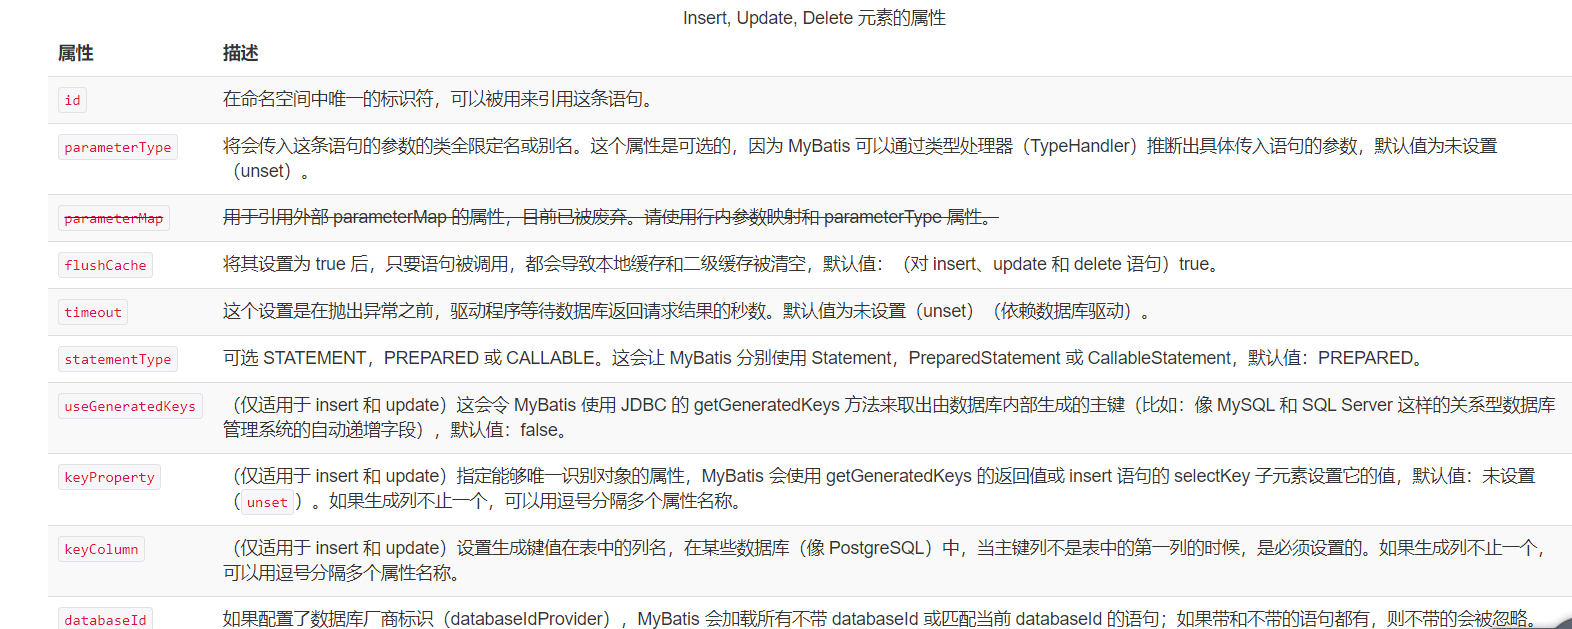 Insert, Update, Delete 元素的属性
属性 描述
id 在命名空间中唯一的标识符，可以被用来引用这条语句。
parameterType 将会传入这条语句的参数的类全限定名或别名。这个属性是可选的，因为 MyBatis 可以通过类型处理器（TypeHandler）推断出具体传入语句的参数，默认值为未设置
（unset）。
parameterMap 用于引用外部 parameterMap 的属性，目前已被废弃。请使用行内参数映射和 parameterType 属性。
flushCache 将其设置为 true 后，只要语句被调用，都会导致本地缓存和二级缓存被清空，默认值：（对 insert、update 和 delete 语句）true。
timeout 这个设置是在抛出异常之前，驱动程序等待数据库返回请求结果的秒数。默认值为未设置（unset）（依赖数据库驱动）。
statementType 可选 STATEMENT，PREPARED 或 CALLABLE。这会让 MyBatis 分别使用 Statement，PreparedStatement 或 CallableStatement，默认值：PREPARED。
useGeneratedKeys （仅适用于 insert 和 update）这会令 MyBatis 使用 JDBC 的 getGeneratedKeys 方法来取出由数据库内部生成的主键（比如：像 MySQL 和 SQL Server 这样的关系型数据库
管理系统的自动递增字段），默认值：false。
keyProperty （仅适用于 insert 和 update）指定能够唯一识别对象的属性，MyBatis 会使用 getGeneratedKeys 的返回值或 insert 语句的 selectKey 子元素设置它的值，默认值：未设置
（unset）。如果生成列不止一个，可以用逗号分隔多个属性名称。
keyColumn （仅适用于 insert 和 update）设置生成键值在表中的列名，在某些数据库（像 PostgreSQL）中，当主键列不是表中的第一列的时候，是必须设置的。如果生成列不止一个，
可以用逗号分隔多个属性名称。
databaseId 如果配置了数据库厂商标识（databaseIdProvider），MyBatis 会加载所有不带 databaseId 或匹配当前 databaseId 的语句；如果带和不带的语句都有，则不带的会被忽略。